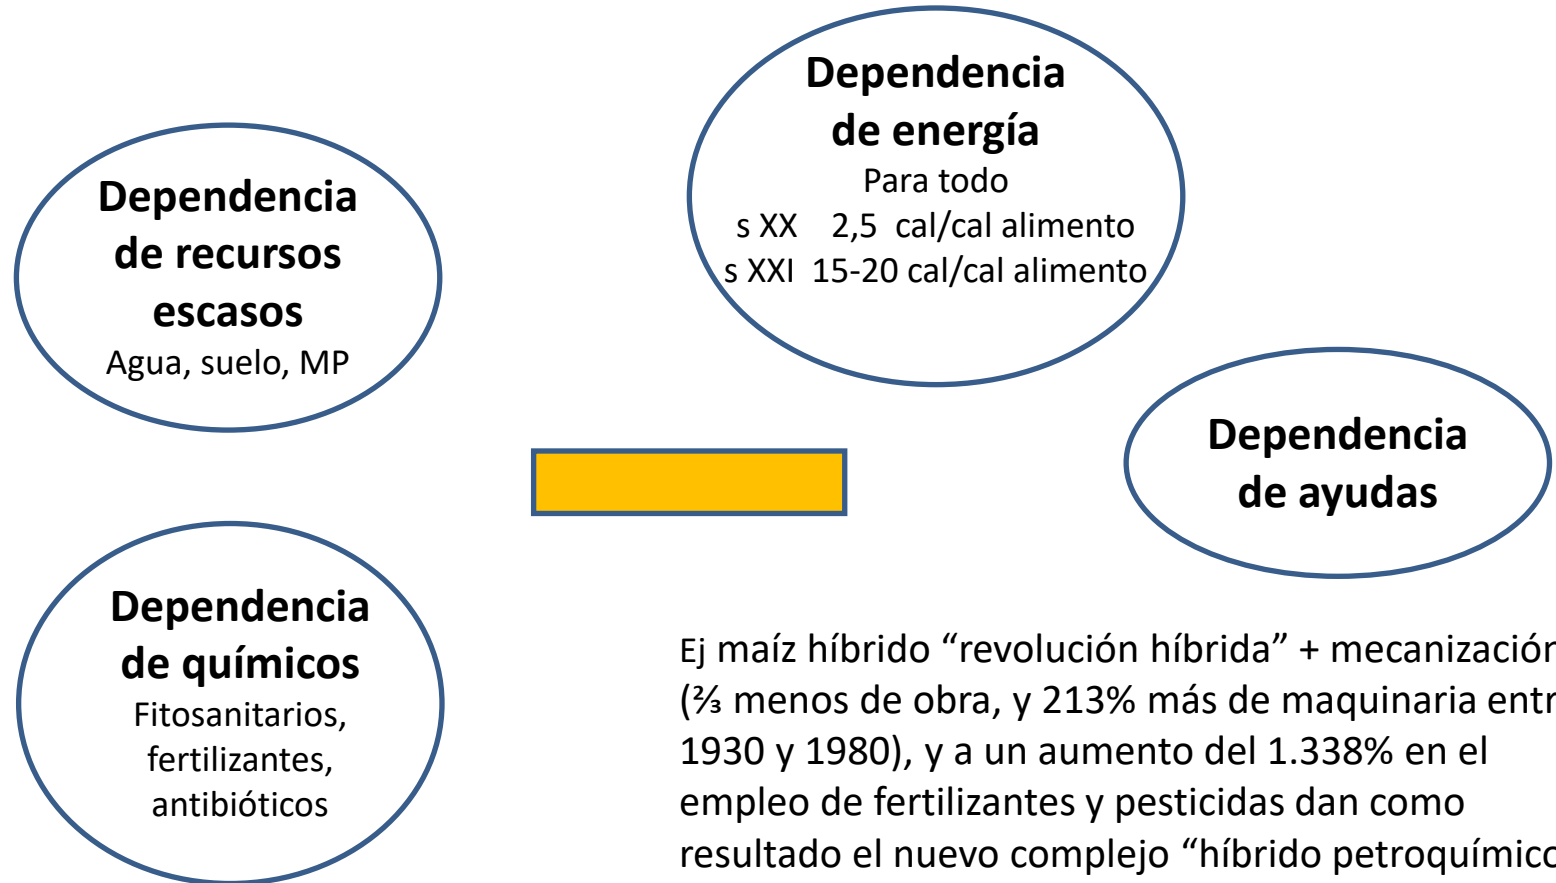 Dependencia
de energía
Para todo
s XX 2,5 cal/cal alimento
s XXI 15-20 cal/cal alimento
Dependencia
de recursos
escasos
Agua, suelo, MP
Dependencia
de ayudas
Dependencia
de químicos
Fitosanitarios,
fertilizantes,
antibióticos
Ej maíz híbrido “revolución híbrida” + mecanización
(⅔ menos de obra, y 213% más de maquinaria entr
1930 y 1980), y a un aumento del 1.338% en el
empleo de fertilizantes y pesticidas dan como
resultado el nuevo complejo “híbrido petroquímico